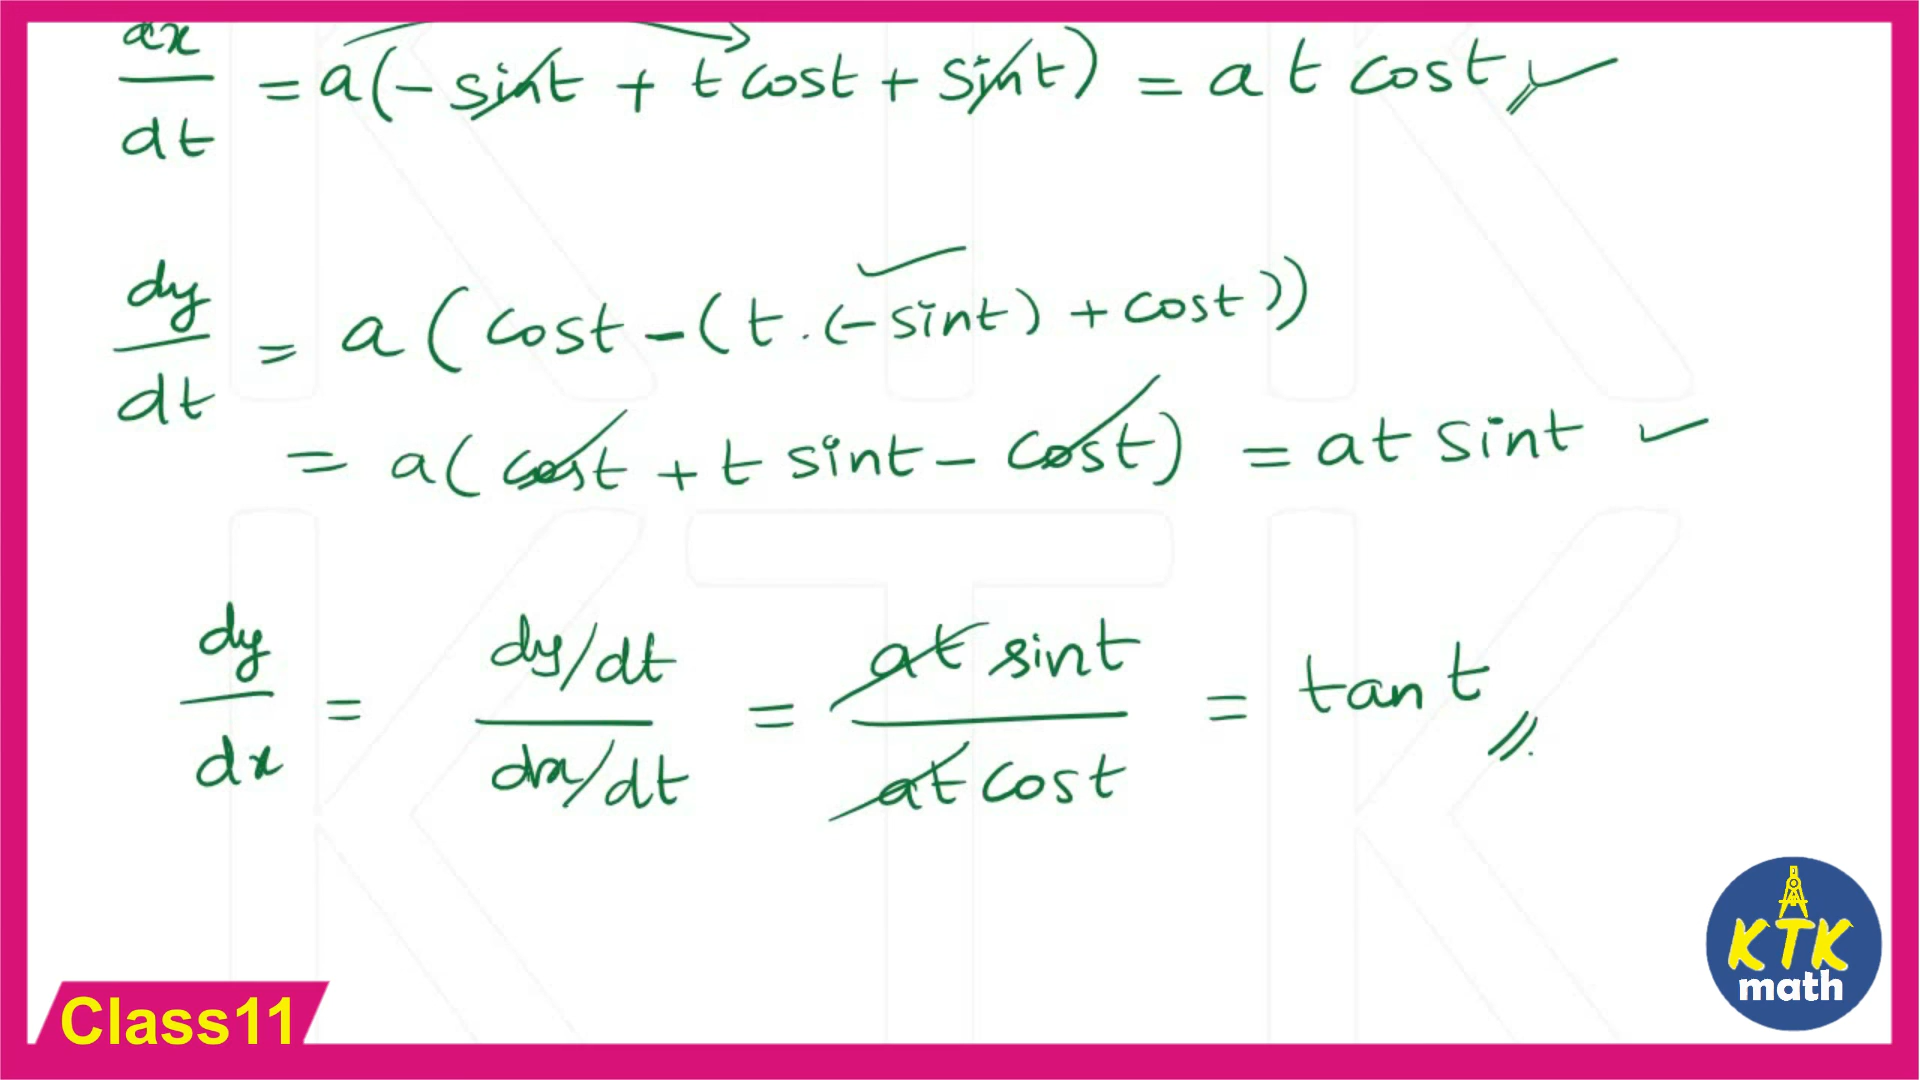 dx/dt = a(- sint + t cost + sint) = a t cost
dy/dt = a ( cost - (t . (- sint) + cost))
= a( cost + t sint - cost) = at sint
dy/dx = dy/dt / dx/dt = at sint / at cost = tan t //.
KTK
math
Class11